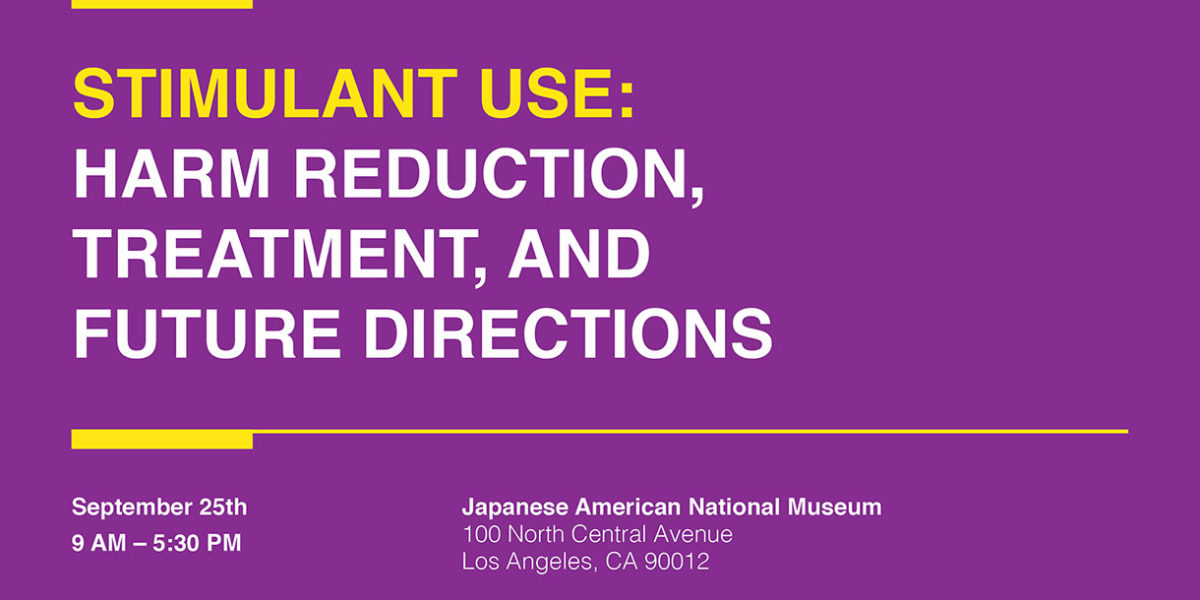 STIMULANT USE:
HARM REDUCTION,
TREATMENT, AND
FUTURE DIRECTIONS
September 25th
9 AM – 5:30 PM
Japanese American National Museum
100 North Central Avenue
Los Angeles, CA 90012